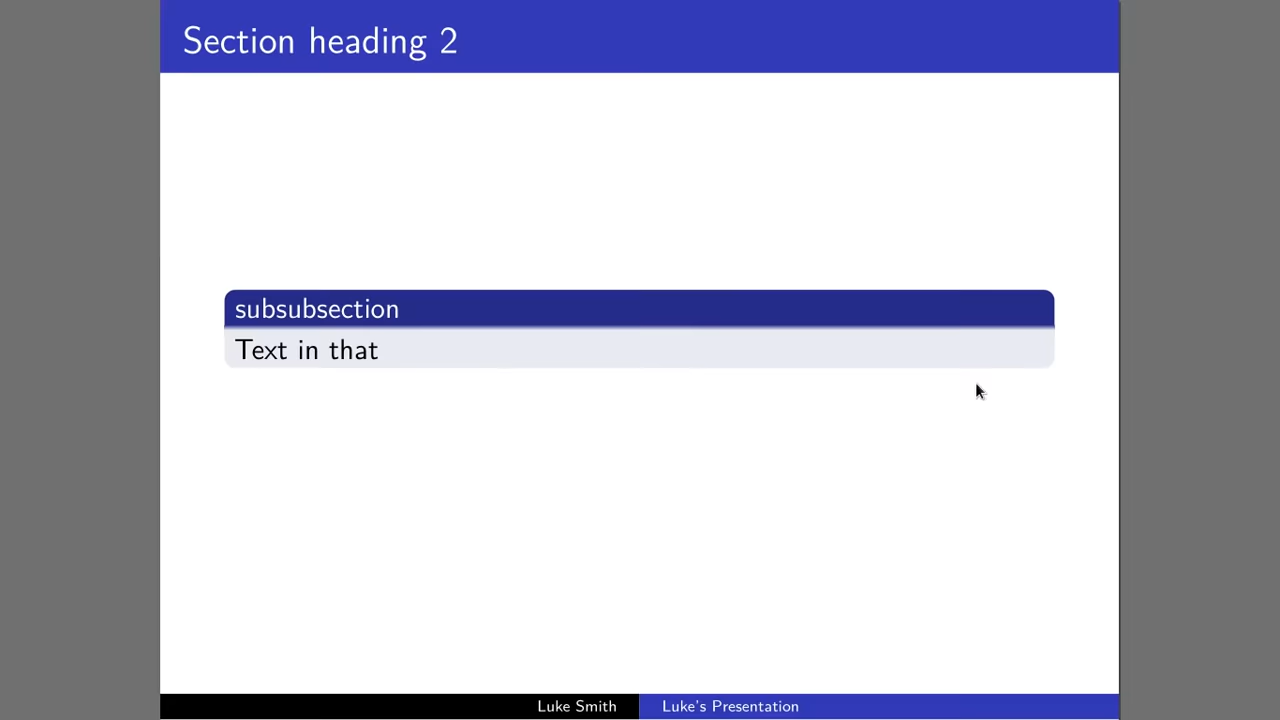 Section heading 2
subsubsection
Text in that
Luke Smith
Luke's Presentation